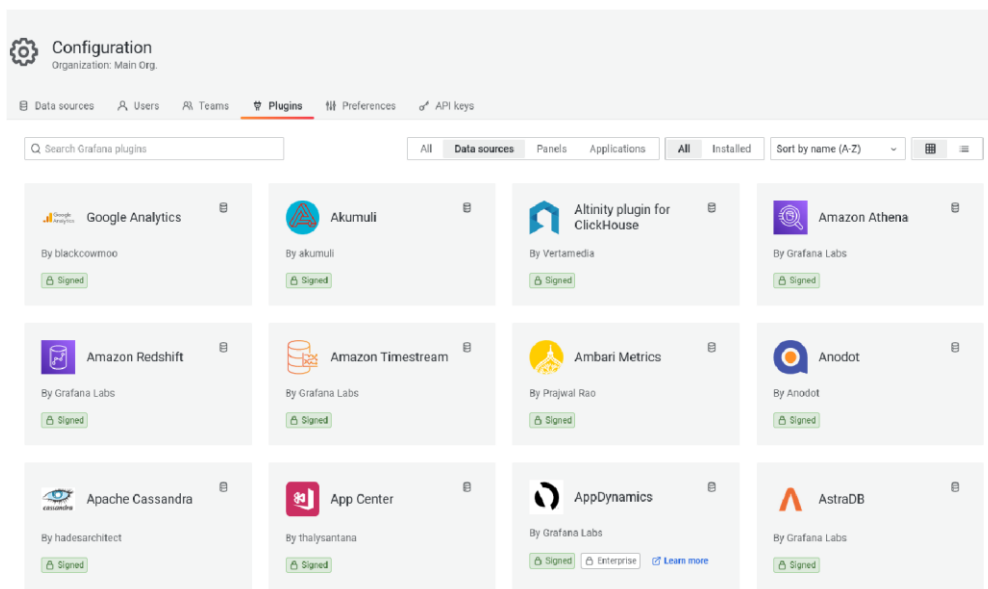 Configuration
Organization: Main Org.
Data sources Users Teams Plugins Preferences API keys
Search Grafana plugins All Data sources Panels Applications All Installed Sort by name (A-Z)
Google Analytics
Google Analytics
By blackcowmoo
Signed
Akumuli
By akumuli
Signed
Altinity plugin for
ClickHouse
By Vertamedia
Signed
Amazon Athena
By Grafana Labs
Signed
Amazon Redshift
By Grafana Labs
Signed
Amazon Timestream
By Grafana Labs
Signed
Ambari Metrics
By Prajwal Rao
Signed
Anodot
By Anodot
Signed
cassandra
Apache Cassandra
By hadesarchitect
Signed
App Center
By thalysantana
Signed
AppDynamics
By Grafana Labs
Signed Enterprise Learn more
AstraDB
By Grafana Labs
Signed